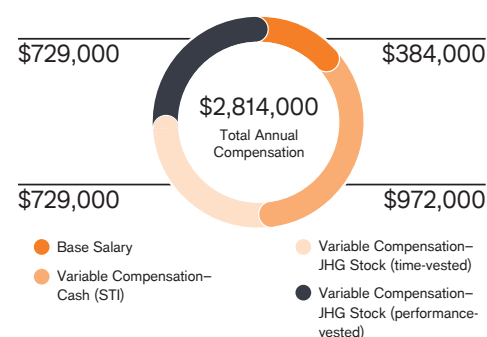 $729,000
$384,000
$2,814,000
Total Annual
Compensation
$729,000
$972,000
Base Salary
Variable Compensation–
Cash (STI)
Variable Compensation–
JHG Stock (time-vested)
Variable Compensation–
JHG Stock (performance-
vested)